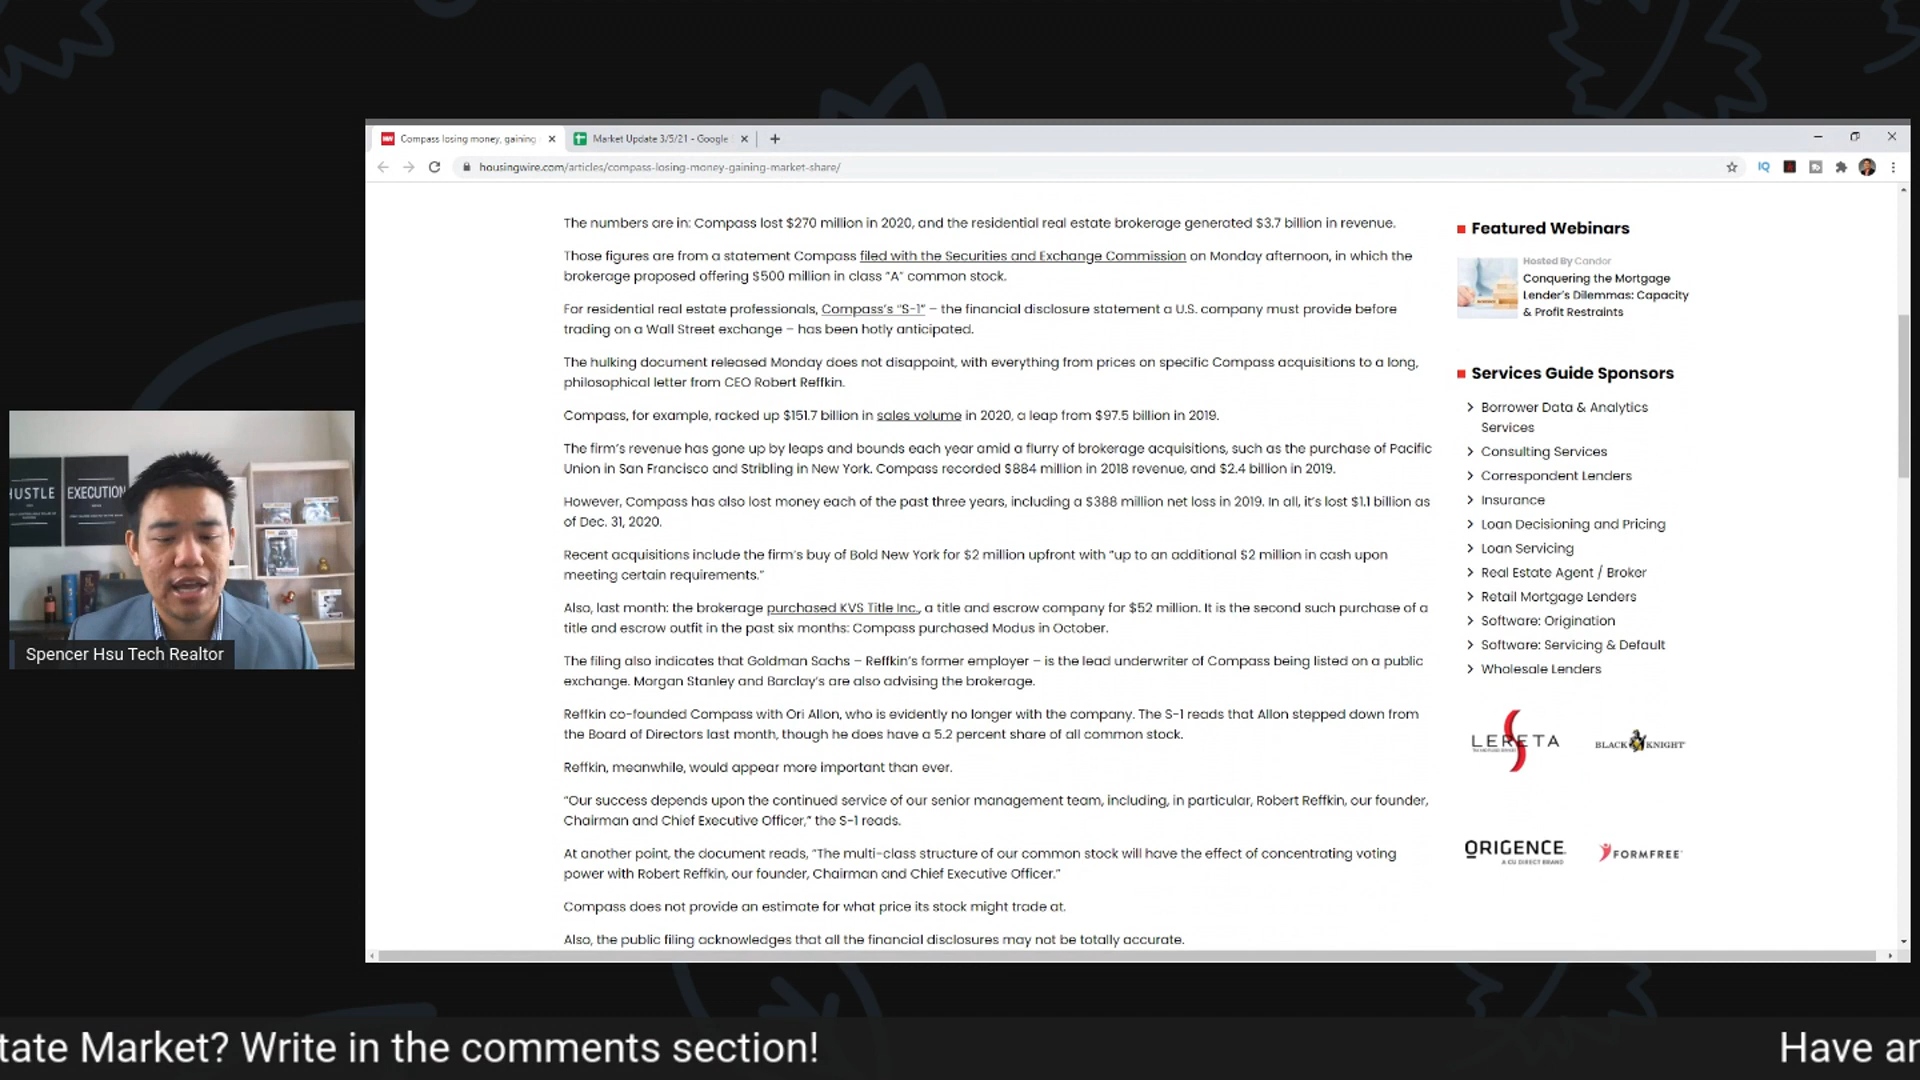 Compass losing money, gaining
Market Update 3/5/21 - Google
housingwire.com/articles/compass-losing-money-gaining-market-share/
The numbers are in: Compass lost $270 million in 2020, and the residential real estate brokerage generated $3.7 billion in revenue.
Those figures are from a statement Compass filed with the Securities and Exchange Commission on Monday afternoon, in which the
brokerage proposed offering $500 million in class “A” common stock.
For residential real estate professionals, Compass’s “S-1” – the financial disclosure statement a U.S. company must provide before
trading on a Wall Street exchange – has been hotly anticipated.
The hulking document released Monday does not disappoint, with everything from prices on specific Compass acquisitions to a long,
philosophical letter from CEO Robert Reffkin.
Compass, for example, racked up $151.7 billion in sales volume in 2020, a leap from $97.5 billion in 2019.
The firm’s revenue has gone up by leaps and bounds each year amid a flurry of brokerage acquisitions, such as the purchase of Pacific
Union in San Francisco and Stribling in New York. Compass recorded $884 million in 2018 revenue, and $2.4 billion in 2019.
However, Compass has also lost money each of the past three years, including a $388 million net loss in 2019. In all, it’s lost $1.1 billion as
of Dec. 31, 2020.
Recent acquisitions include the firm’s buy of Bold New York for $2 million upfront with “up to an additional $2 million in cash upon
meeting certain requirements.”
Also, last month: the brokerage purchased KVS Title Inc., a title and escrow company for $52 million. It is the second such purchase of a
title and escrow outfit in the past six months: Compass purchased Modus in October.
The filing also indicates that Goldman Sachs – Reffkin’s former employer – is the lead underwriter of Compass being listed on a public
exchange. Morgan Stanley and Barclay’s are also advising the brokerage.
Reffkin co-founded Compass with Ori Allon, who is evidently no longer with the company. The S-1 reads that Allon stepped down from
the Board of Directors last month, though he does have a 5.2 percent share of all common stock.
Reffkin, meanwhile, would appear more important than ever.
“Our success depends upon the continued service of our senior management team, including, in particular, Robert Reffkin, our founder,
Chairman and Chief Executive Officer,” the S-1 reads.
At another point, the document reads, “The multi-class structure of our common stock will have the effect of concentrating voting
power with Robert Reffkin, our founder, Chairman and Chief Executive Officer.”
Compass does not provide an estimate for what price its stock might trade at.
Also, the public filing acknowledges that all the financial disclosures may not be totally accurate.
Featured Webinars
Hosted By Candor
Conquering the Mortgage
Lender’s Dilemmas: Capacity
& Profit Restraints
Services Guide Sponsors
Borrower Data & Analytics
Services
Consulting Services
Correspondent Lenders
Insurance
Loan Decisioning and Pricing
Loan Servicing
Real Estate Agent / Broker
Retail Mortgage Lenders
Software: Origination
Software: Servicing & Default
Wholesale Lenders
LERETA
BLACK KNIGHT
ORIGENCE
A CU DIRECT BRAND
FORMFREE
HUSTLE
EXECUTION
Spencer Hsu Tech Realtor
tate Market? Write in the comments section!
Have an